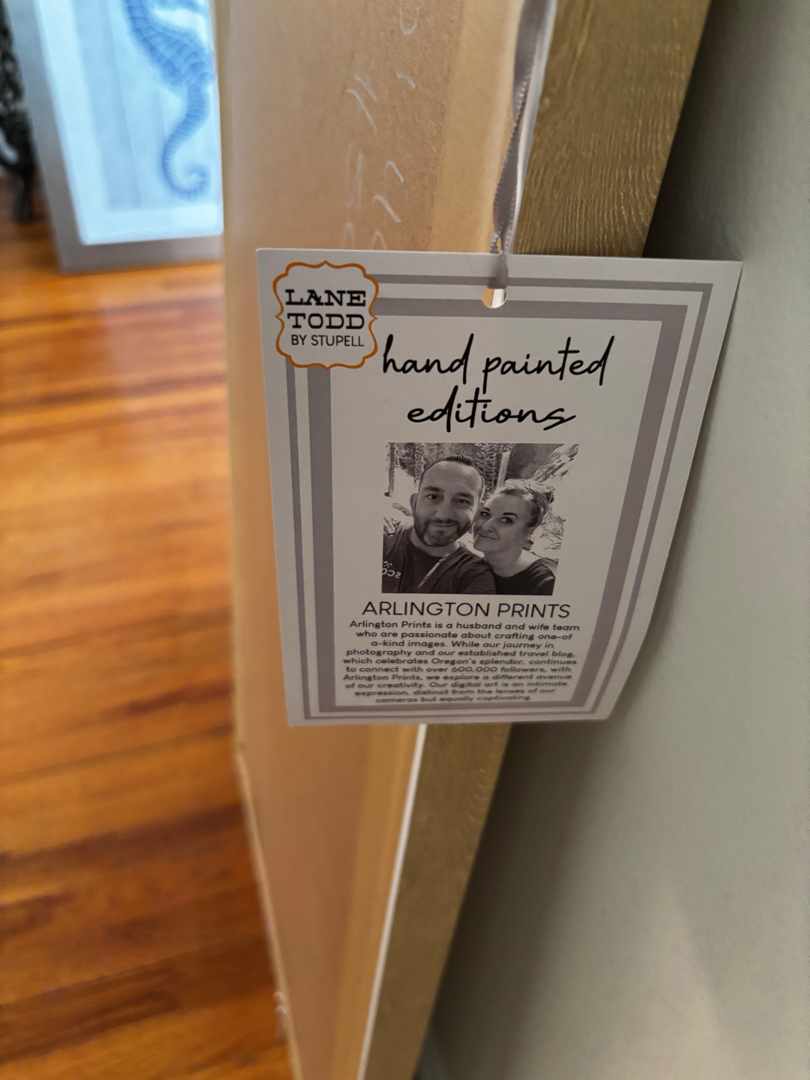 LANE
TODD
BY STUPELL
hand painted
editions
ARLINGTON PRINTS
Arlington Prints is a husband and wife team
who are passionate about crafting one-of
a-kind images. While our journey in
photography and our established travel blog,
which celebrates Oregon's splendor, continues
to connect with over 600,000 followers, with
Arlington Prints, we explore a different avenue
of our creativity. Our digital art is an intimate
expression, distinct from the lenses of our
cameras but equally captivating.